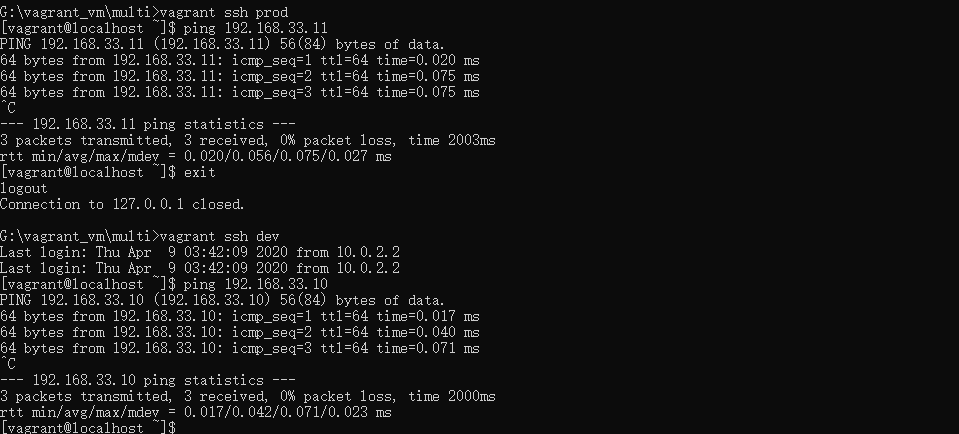 G:\vagrant_vm\multi>vagrant ssh prod
[vagrant@localhost ~]$ ping 192.168.33.11
PING 192.168.33.11 (192.168.33.11) 56(84) bytes of data.
64 bytes from 192.168.33.11: icmp_seq=1 ttl=64 time=0.020 ms
64 bytes from 192.168.33.11: icmp_seq=2 ttl=64 time=0.075 ms
64 bytes from 192.168.33.11: icmp_seq=3 ttl=64 time=0.075 ms
^C
--- 192.168.33.11 ping statistics ---
3 packets transmitted, 3 received, 0% packet loss, time 2003ms
rtt min/avg/max/mdev = 0.020/0.056/0.075/0.027 ms
[vagrant@localhost ~]$ exit
logout
Connection to 127.0.0.1 closed.
G:\vagrant_vm\multi>vagrant ssh dev
Last login: Thu Apr  9 03:42:09 2020 from 10.0.2.2
Last login: Thu Apr  9 03:42:09 2020 from 10.0.2.2
[vagrant@localhost ~]$ ping 192.168.33.10
PING 192.168.33.10 (192.168.33.10) 56(84) bytes of data.
64 bytes from 192.168.33.10: icmp_seq=1 ttl=64 time=0.017 ms
64 bytes from 192.168.33.10: icmp_seq=2 ttl=64 time=0.040 ms
64 bytes from 192.168.33.10: icmp_seq=3 ttl=64 time=0.071 ms
^C
--- 192.168.33.10 ping statistics ---
3 packets transmitted, 3 received, 0% packet loss, time 2000ms
rtt min/avg/max/mdev = 0.017/0.042/0.071/0.023 ms
[vagrant@localhost ~]$